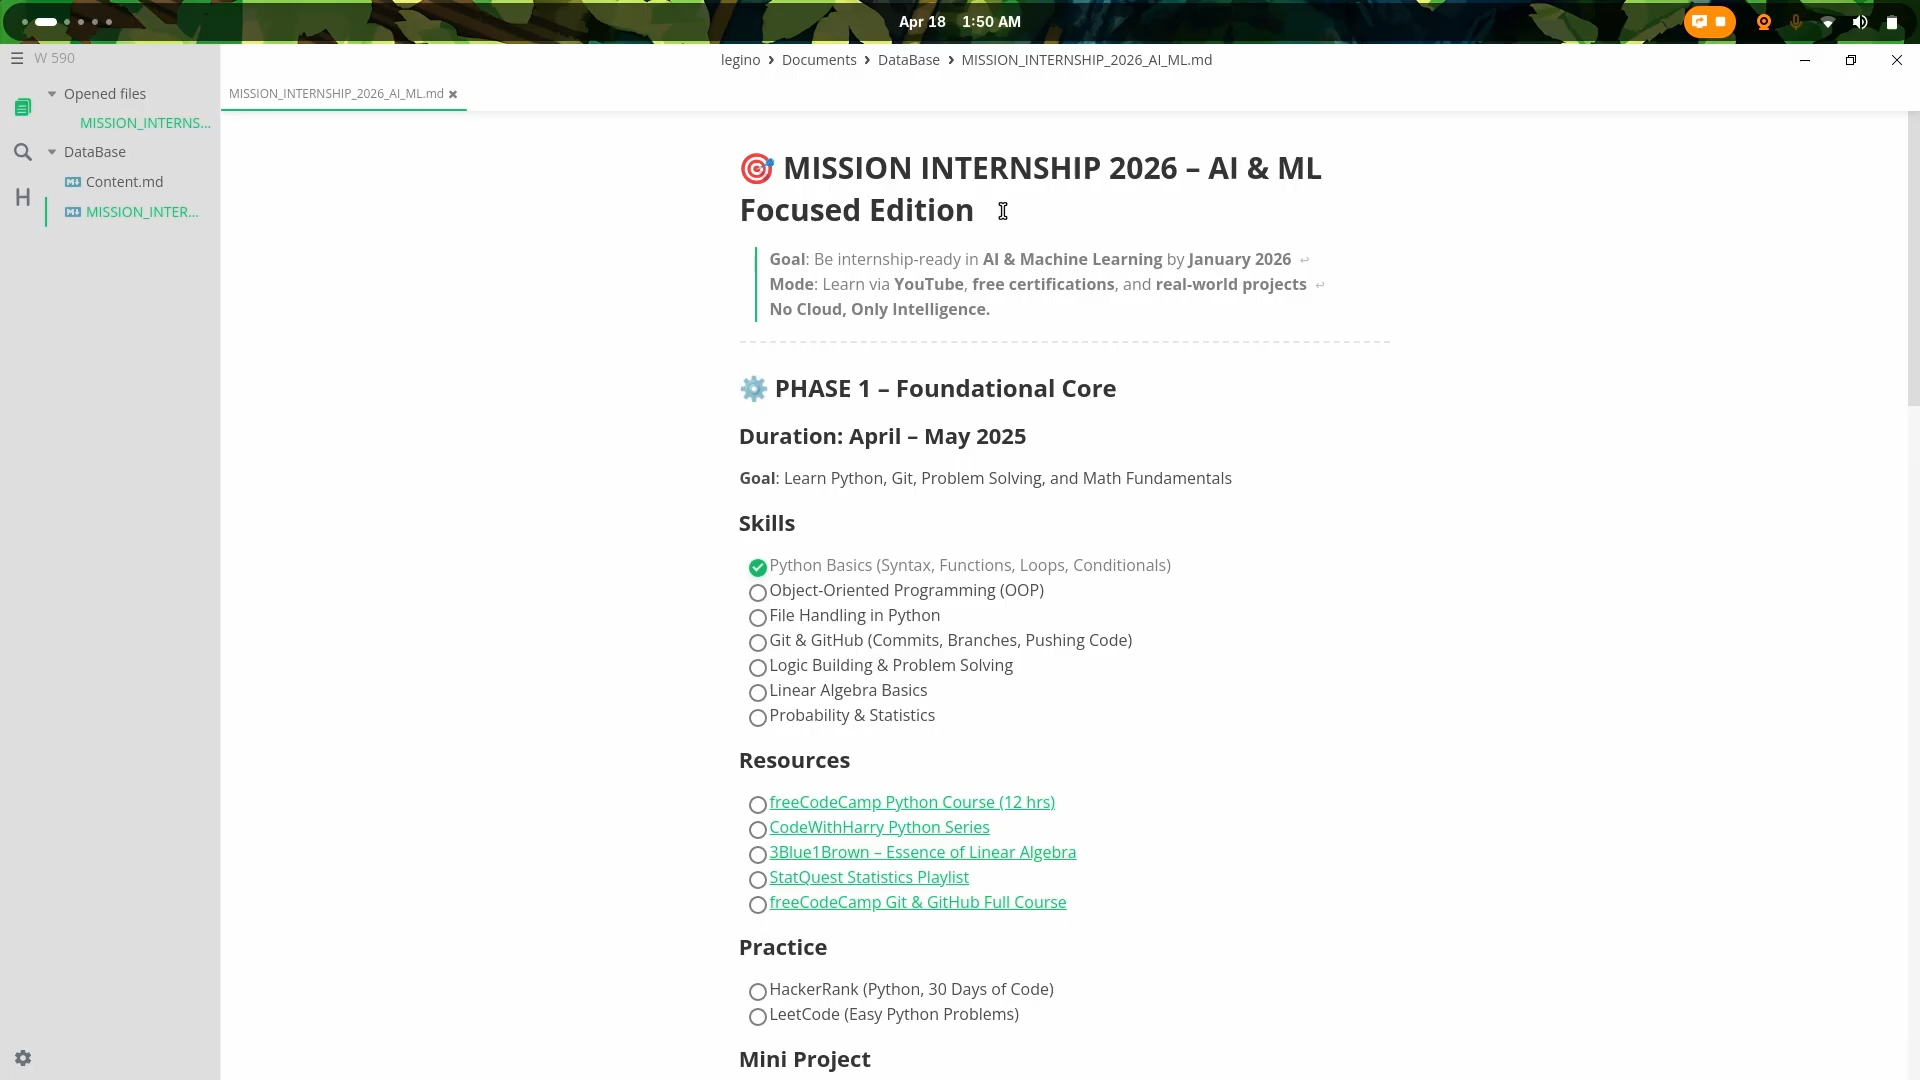 Apr 18 1:50 AM
W 590
legino › Documents › DataBase › MISSION_INTERNSHIP_2026_AI_ML.md
Opened files
MISSION_INTERNS...
DataBase
Content.md
MISSION_INTER...
H
MISSION_INTERNSHIP_2026_AI_ML.md
🎯 MISSION INTERNSHIP 2026 – AI & ML
Focused Edition
Goal: Be internship-ready in AI & Machine Learning by January 2026
Mode: Learn via YouTube, free certifications, and real-world projects
No Cloud, Only Intelligence.
⚙️ PHASE 1 – Foundational Core
Duration: April – May 2025
Goal: Learn Python, Git, Problem Solving, and Math Fundamentals
Skills
Python Basics (Syntax, Functions, Loops, Conditionals)
Object-Oriented Programming (OOP)
File Handling in Python
Git & GitHub (Commits, Branches, Pushing Code)
Logic Building & Problem Solving
Linear Algebra Basics
Probability & Statistics
Resources
freeCodeCamp Python Course (12 hrs)
CodeWithHarry Python Series
3Blue1Brown – Essence of Linear Algebra
StatQuest Statistics Playlist
freeCodeCamp Git & GitHub Full Course
Practice
HackerRank (Python, 30 Days of Code)
LeetCode (Easy Python Problems)
Mini Project